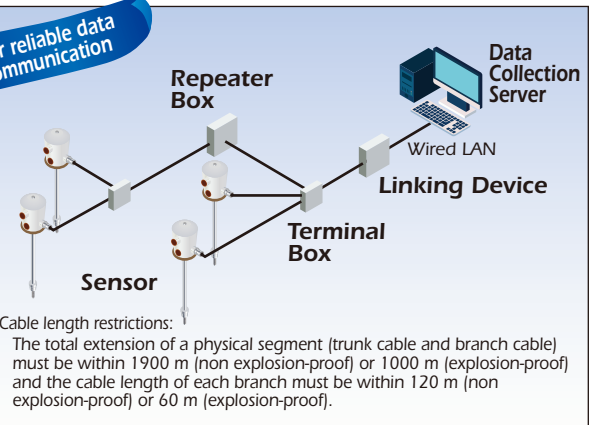 r reliable data
ommunication
Repeater
Box
Data
Collection
Server
Wired LAN
Linking Device
Terminal
Box
Sensor
Cable length restrictions:
The total extension of a physical segment (trunk cable and branch cable)
must be within 1900 m (non explosion-proof) or 1000 m (explosion-proof)
and the cable length of each branch must be within 120 m (non
explosion-proof) or 60 m (explosion-proof).